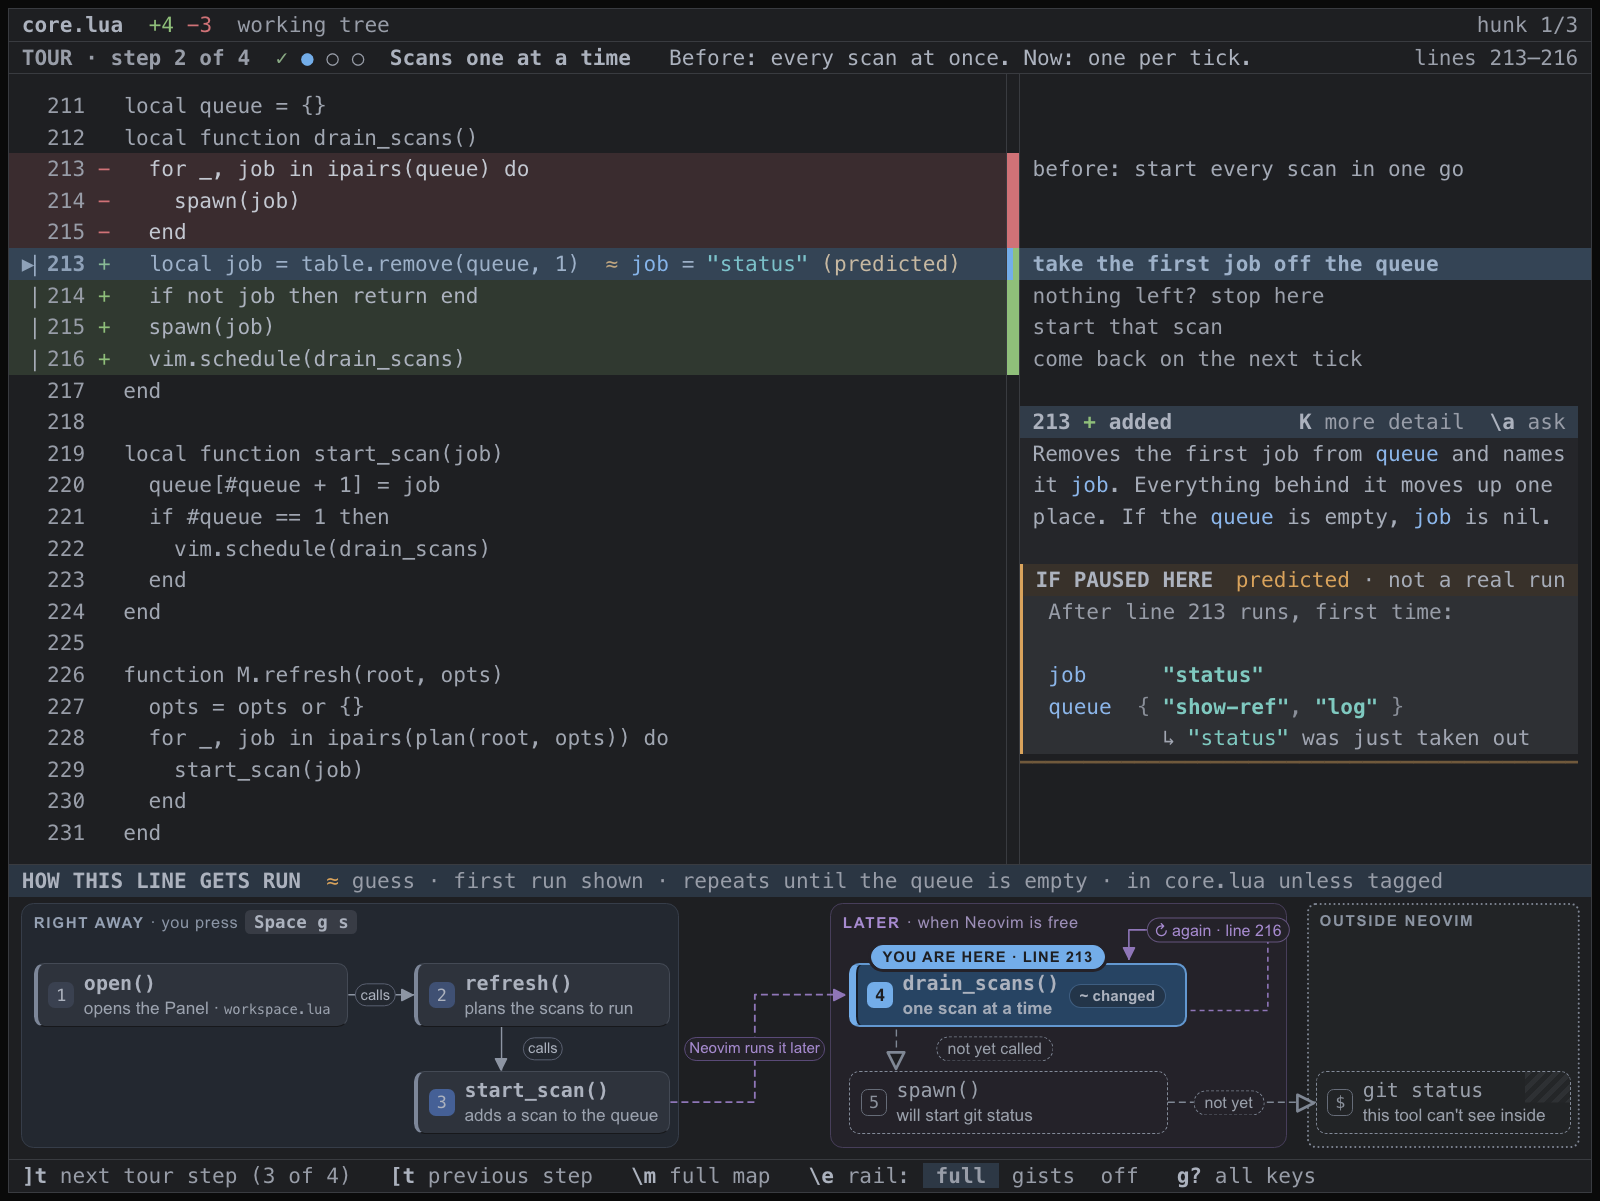 core.lua  +4 −3  working tree  hunk 1/3
TOUR · step 2 of 4  ✓ ● ○ ○  Scans one at a time  Before: every scan at once. Now: one per tick.  lines 213–216
211 local queue = {}
212 local function drain_scans()
213 −   for _, job in ipairs(queue) do
before: start every scan in one go
214 −     spawn(job)
215 −   end
▶| 213 +   local job = table.remove(queue, 1)  ≈ job = "status" (predicted)
take the first job off the queue
| 214 +   if not job then return end
nothing left? stop here
| 215 +   spawn(job)
start that scan
| 216 +   vim.schedule(drain_scans)
come back on the next tick
217 end
218
219 local function start_scan(job)
220   queue[#queue + 1] = job
221   if #queue == 1 then
222     vim.schedule(drain_scans)
223   end
224 end
225
226 function M.refresh(root, opts)
227   opts = opts or {}
228   for _, job in ipairs(plan(root, opts)) do
229     start_scan(job)
230   end
231 end
213 + added  K more detail  \a ask
Removes the first job from queue and names
it job. Everything behind it moves up one
place. If the queue is empty, job is nil.
IF PAUSED HERE  predicted · not a real run
After line 213 runs, first time:
job  "status"
queue  { "show-ref", "log" }
↳ "status" was just taken out
HOW THIS LINE GETS RUN  ≈ guess · first run shown · repeats until the queue is empty · in core.lua unless tagged
RIGHT AWAY · you press Space g s
1 open()
opens the Panel · workspace.lua
calls
2 refresh()
plans the scans to run
calls
3 start_scan()
adds a scan to the queue
Neovim runs it later
LATER · when Neovim is free
↻ again · line 216
YOU ARE HERE · LINE 213
4 drain_scans()
one scan at a time
~ changed
not yet called
5 spawn()
will start git status
not yet
OUTSIDE NEOVIM
$ git status
this tool can't see inside
]t next tour step (3 of 4)  [t previous step  \m full map  \e rail: full gists off  g? all keys